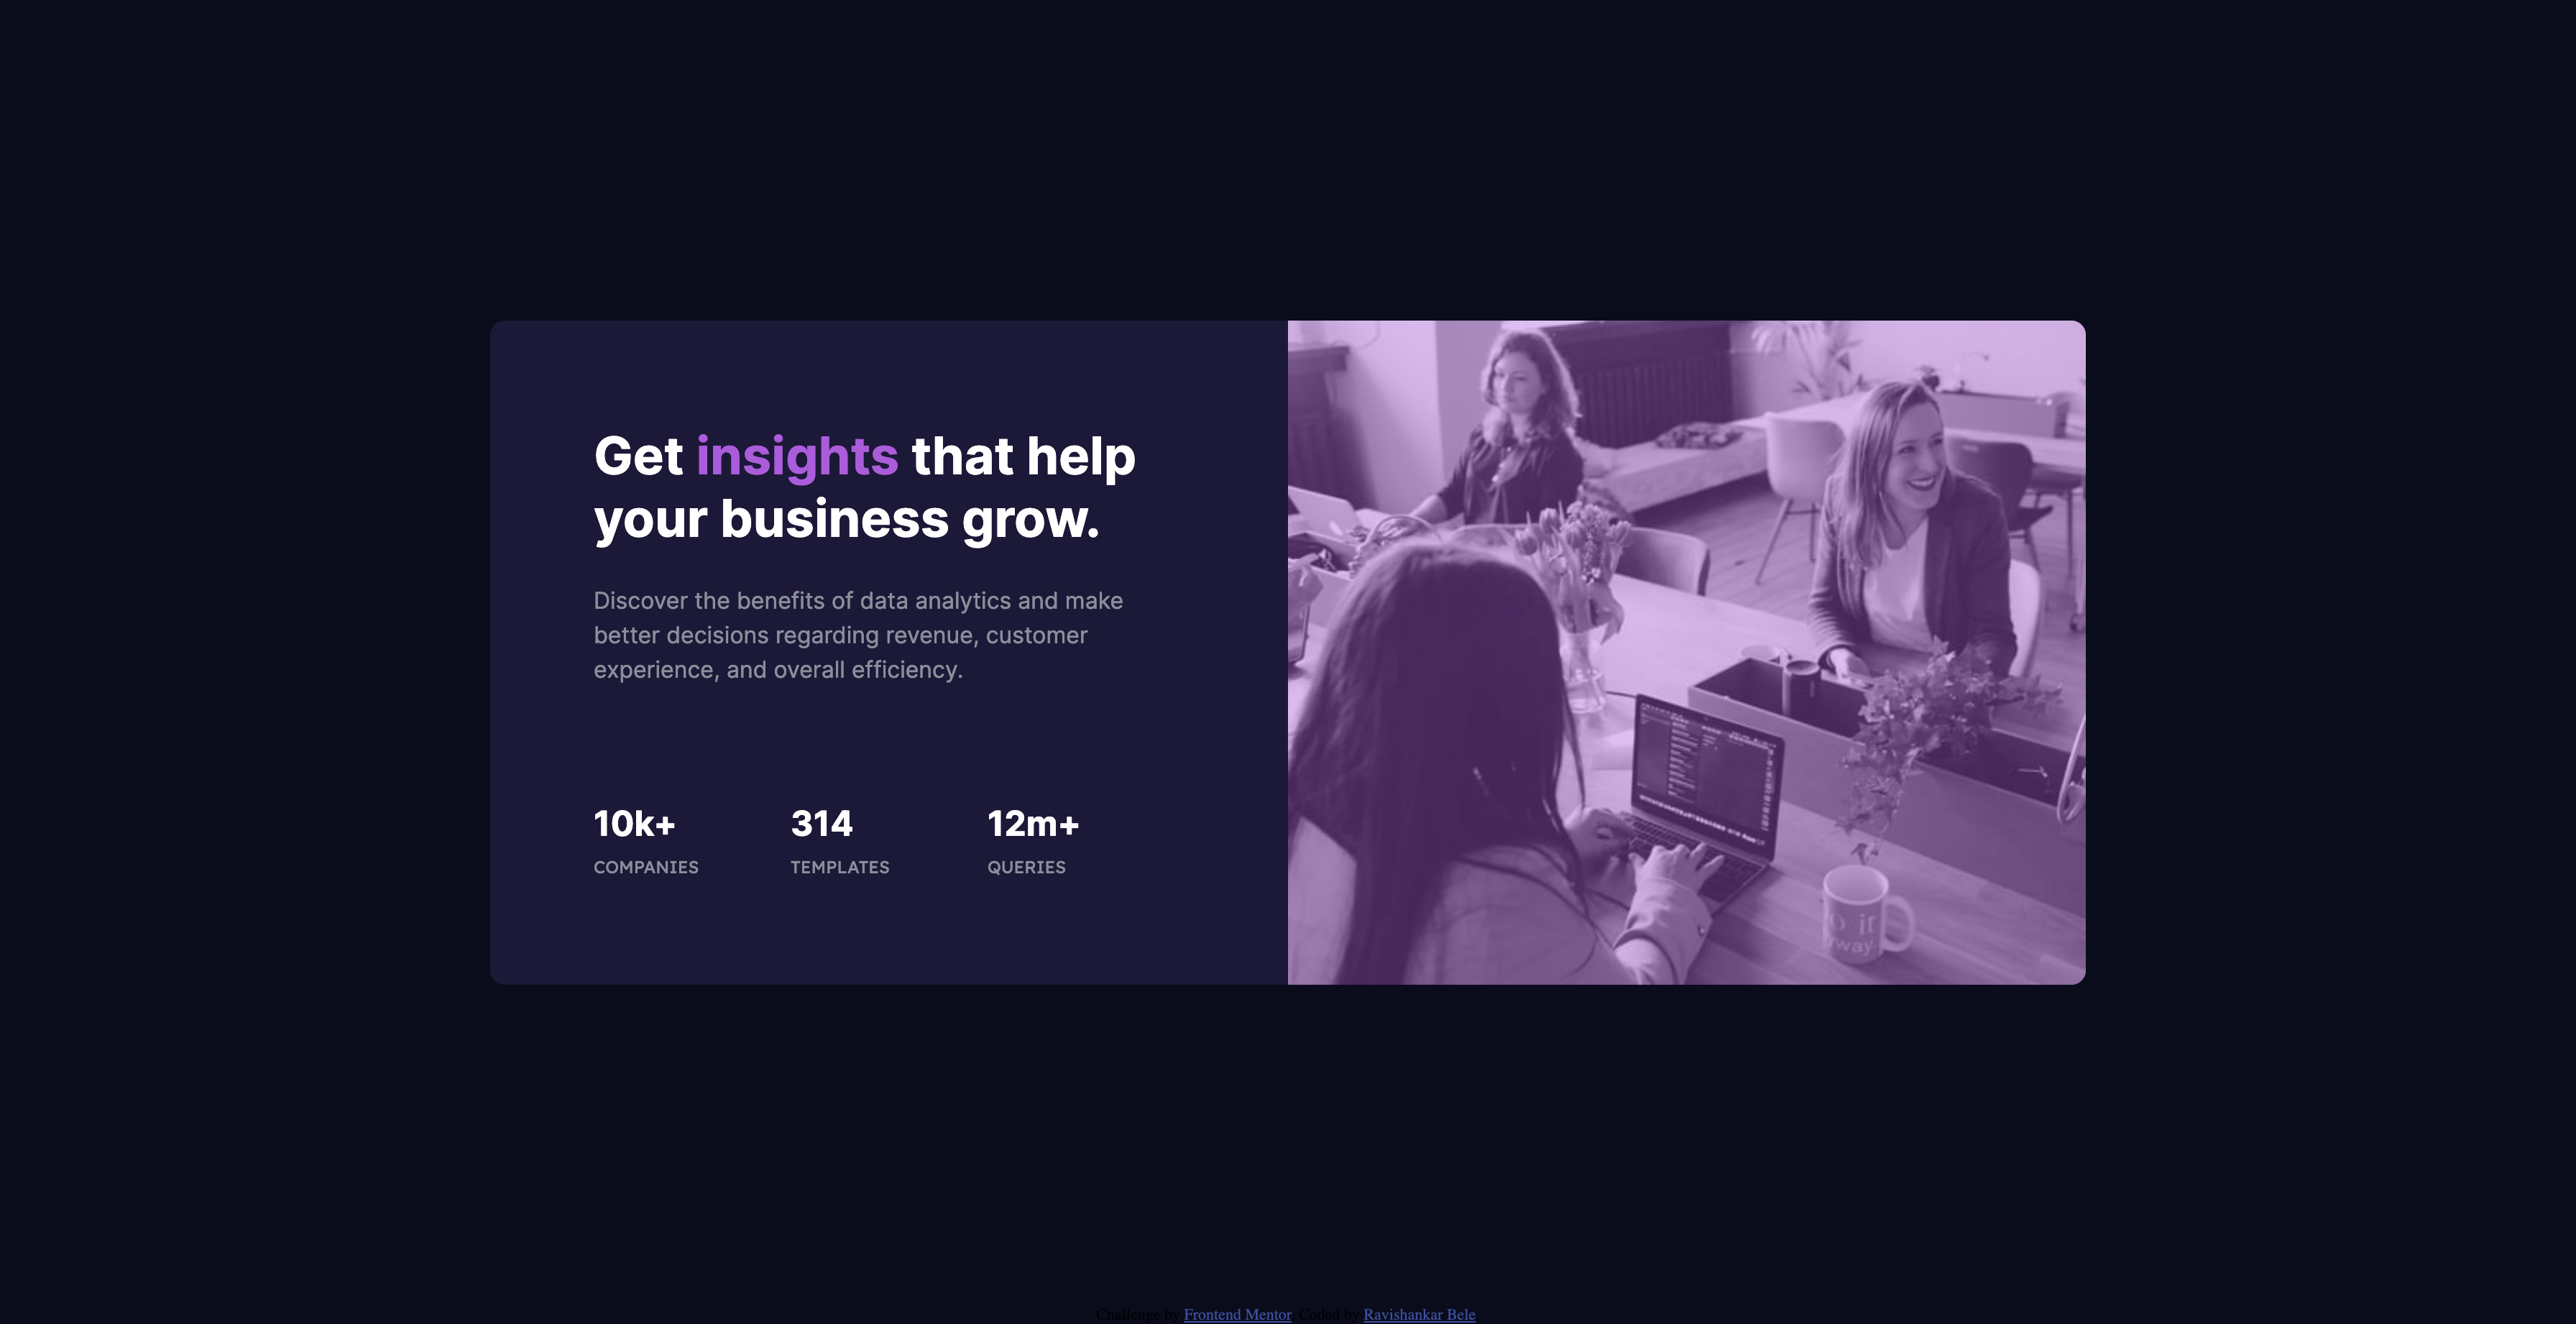 Get insights that help
your business grow.
Discover the benefits of data analytics and make
better decisions regarding revenue, customer
experience, and overall efficiency.
10k+ 314 12m+
COMPANIES TEMPLATES QUERIES
Challenge by Frontend Mentor. Coded by Ravishankar Bele.